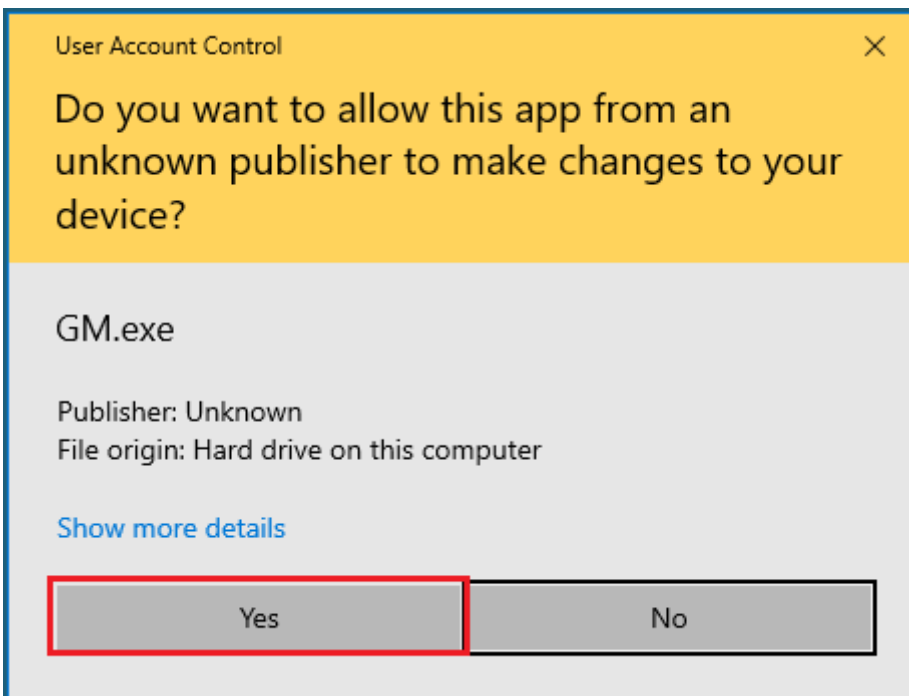 User Account Control
Do you want to allow this app from an
unknown publisher to make changes to your
device?
GM.exe
Publisher: Unknown
File origin: Hard drive on this computer
Show more details
Yes
No